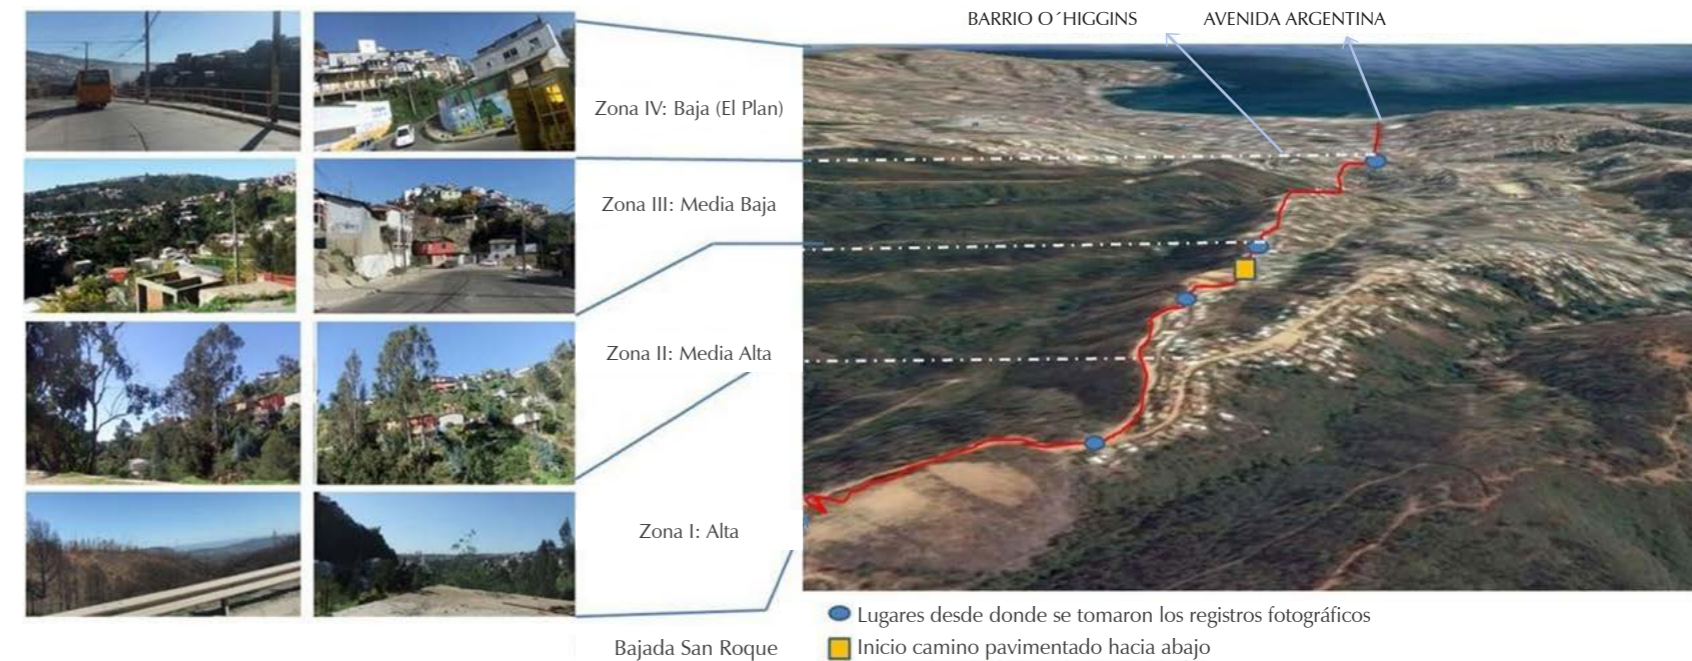 BARRIO O´HIGGINS
AVENIDA ARGENTINA
Zona IV: Baja (El Plan)
Zona III: Media Baja
Zona II: Media Alta
Zona I: Alta
Bajada San Roque
Lugares desde donde se tomaron los registros fotográficos
Inicio camino pavimentado hacia abajo